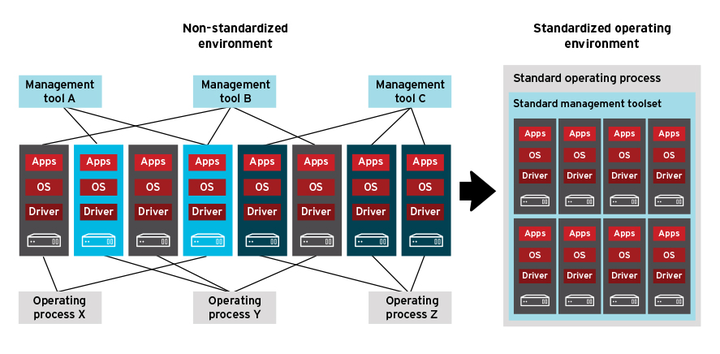 Non-standardized
environment
Management
tool A
Management
tool B
Management
tool C
Apps Apps Apps Apps Apps Apps Apps Apps
OS OS OS OS OS OS OS OS
Driver Driver Driver Driver Driver Driver Driver Driver
Operating
process X
Operating
process Y
Operating
process Z
Standardized operating
environment
Standard operating process
Standard management toolset
Apps Apps Apps Apps
OS OS OS OS
Driver Driver Driver Driver
Apps Apps Apps Apps
OS OS OS OS
Driver Driver Driver Driver